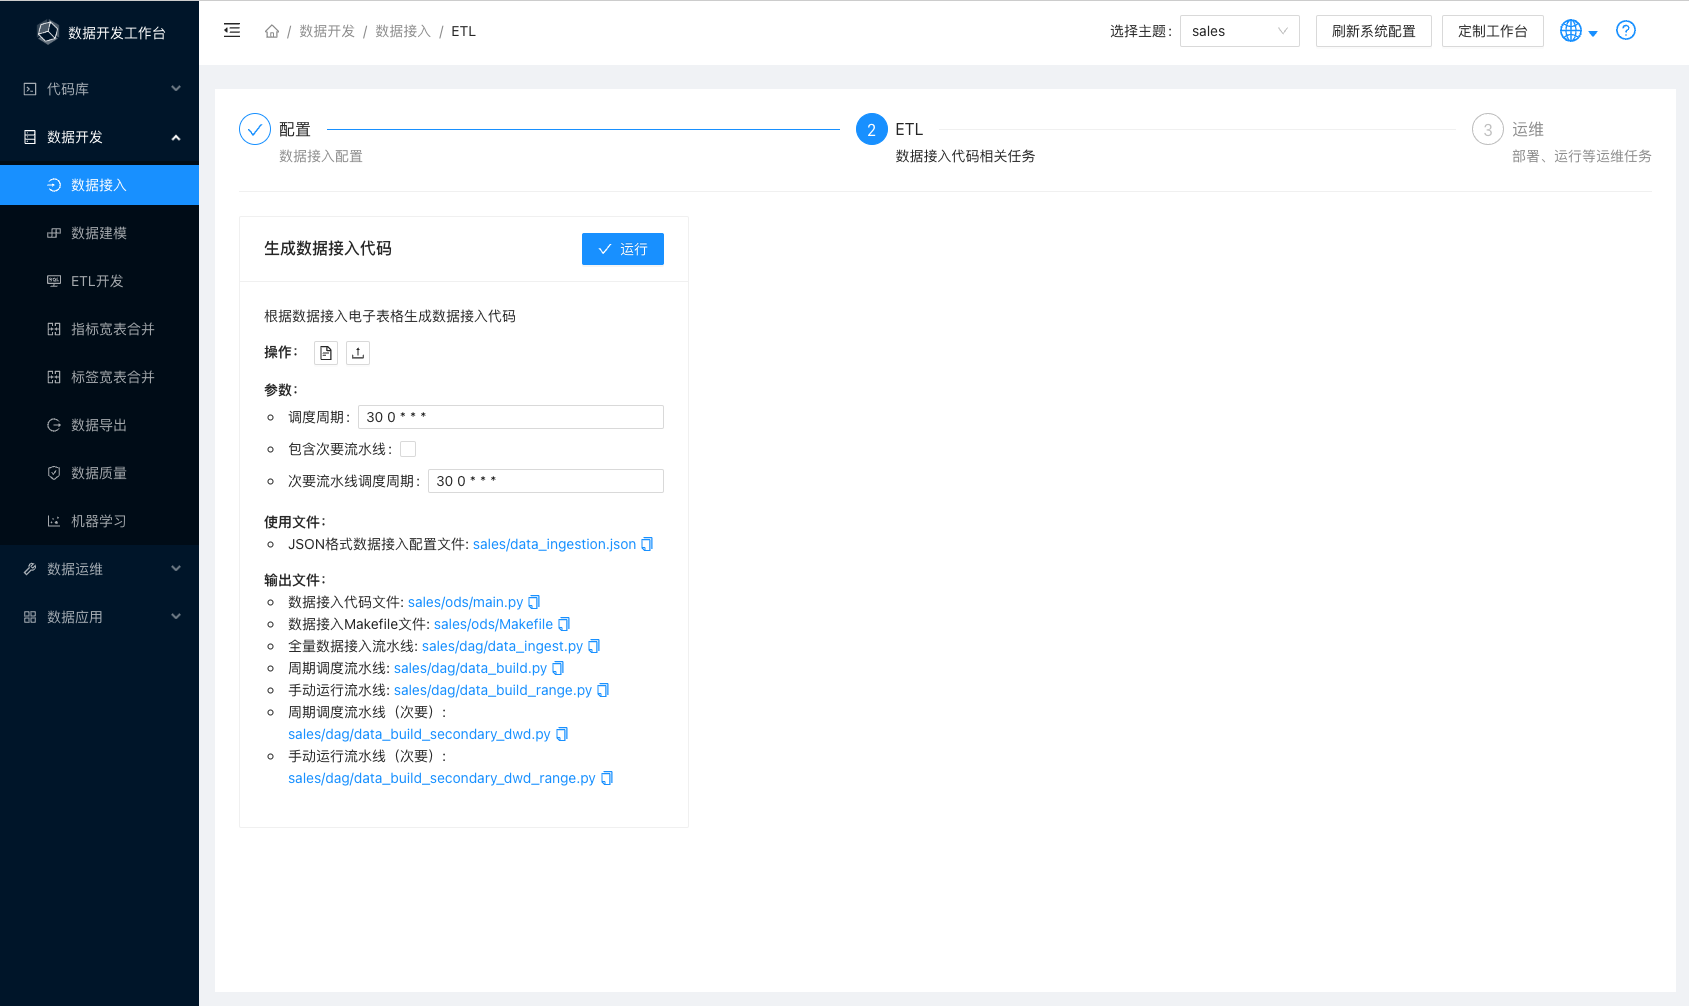 数据开发工作台
代码库
数据开发
数据接入
数据建模
ETL开发
指标宽表合并
标签宽表合并
数据导出
数据质量
机器学习
数据运维
数据应用
/ 数据开发 / 数据接入 / ETL
选择主题: sales 刷新系统配置 定制工作台
配置
数据接入配置
2 ETL
数据接入代码相关任务
3 运维
部署、运行等运维任务
生成数据接入代码 运行
根据数据接入电子表格生成数据接入代码
操作:
参数:
调度周期: 30 0 * * *
包含次要流水线:
次要流水线调度周期: 30 0 * * *
使用文件:
JSON格式数据接入配置文件: sales/data_ingestion.json
输出文件:
数据接入代码文件: sales/ods/main.py
数据接入Makefile文件: sales/ods/Makefile
全量数据接入流水线: sales/dag/data_ingest.py
周期调度流水线: sales/dag/data_build.py
手动运行流水线: sales/dag/data_build_range.py
周期调度流水线（次要）:
sales/dag/data_build_secondary_dwd.py
手动运行流水线（次要）:
sales/dag/data_build_secondary_dwd_range.py